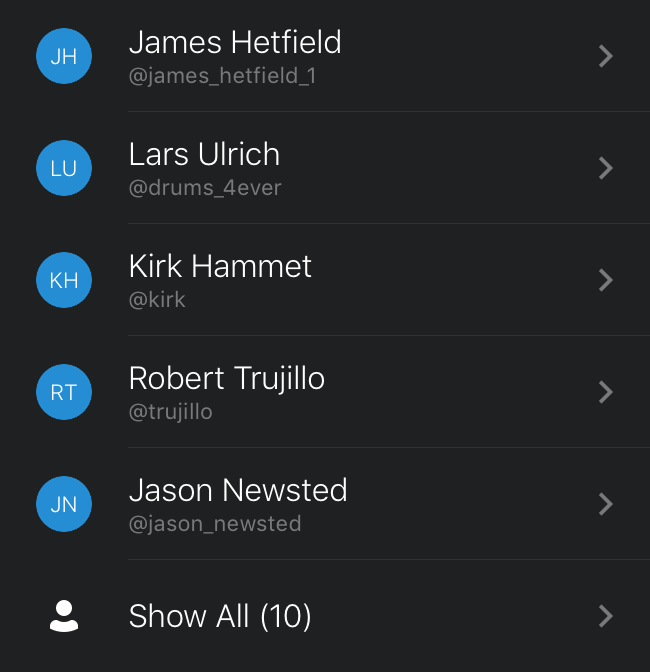 JH
James Hetfield
@james_hetfield_1
LU
Lars Ulrich
@drums_4ever
KH
Kirk Hammet
@kirk
RT
Robert Trujillo
@trujillo
JN
Jason Newsted
@jason_newsted
Show All (10)